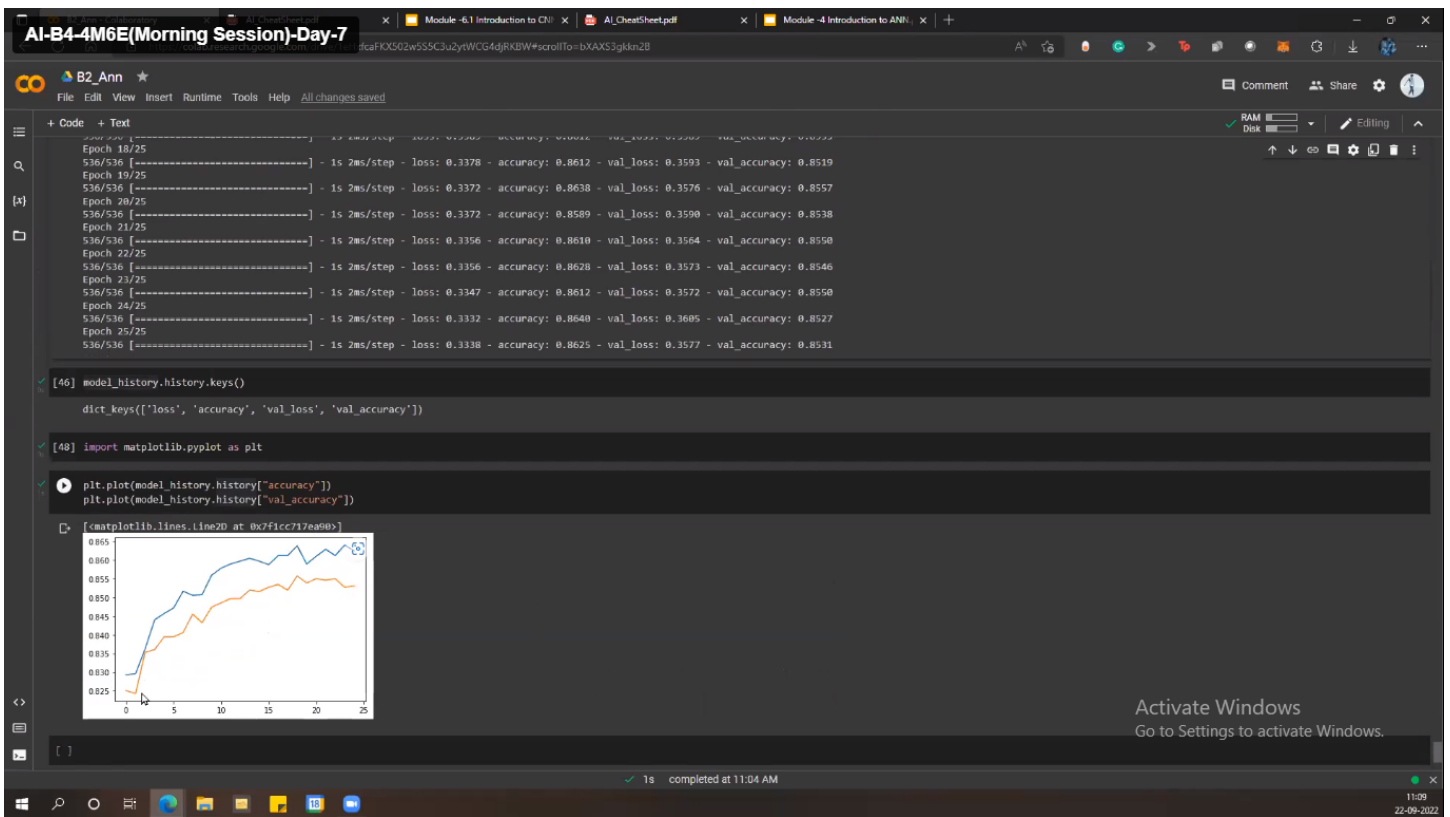 B2_Ann - Colaboratory
AI_CheatSheet.pdf
Module -6.1 Introduction to CNN
AI_CheatSheet.pdf
Module -4 Introduction to ANN
AI-B4-4M6E(Morning Session)-Day-7
B2_Ann
File Edit View Insert Runtime Tools Help All changes saved
Comment
Share
+ Code + Text
RAM
Disk
Editing
Epoch 18/25
536/536 [==============================] - 1s 2ms/step - loss: 0.3378 - accuracy: 0.8612 - val_loss: 0.3593 - val_accuracy: 0.8519
Epoch 19/25
536/536 [==============================] - 1s 2ms/step - loss: 0.3372 - accuracy: 0.8638 - val_loss: 0.3576 - val_accuracy: 0.8557
Epoch 20/25
536/536 [==============================] - 1s 2ms/step - loss: 0.3372 - accuracy: 0.8589 - val_loss: 0.3590 - val_accuracy: 0.8538
Epoch 21/25
536/536 [==============================] - 1s 2ms/step - loss: 0.3356 - accuracy: 0.8610 - val_loss: 0.3564 - val_accuracy: 0.8550
Epoch 22/25
536/536 [==============================] - 1s 2ms/step - loss: 0.3356 - accuracy: 0.8628 - val_loss: 0.3573 - val_accuracy: 0.8546
Epoch 23/25
536/536 [==============================] - 1s 2ms/step - loss: 0.3347 - accuracy: 0.8612 - val_loss: 0.3572 - val_accuracy: 0.8550
Epoch 24/25
536/536 [==============================] - 1s 2ms/step - loss: 0.3332 - accuracy: 0.8640 - val_loss: 0.3605 - val_accuracy: 0.8527
Epoch 25/25
536/536 [==============================] - 1s 2ms/step - loss: 0.3338 - accuracy: 0.8625 - val_loss: 0.3577 - val_accuracy: 0.8531
[46] model_history.history.keys()
dict_keys(['loss', 'accuracy', 'val_loss', 'val_accuracy'])
[48] import matplotlib.pyplot as plt
plt.plot(model_history.history["accuracy"])
plt.plot(model_history.history["val_accuracy"])
[<matplotlib.lines.Line2D at 0x7f1cc717ea90>]
0.865
0.860
0.855
0.850
0.845
0.840
0.835
0.830
0.825
0 5 10 15 20 25
Activate Windows
Go to Settings to activate Windows.
[ ]
1s completed at 11:04 AM
18
11:09
22-09-2022